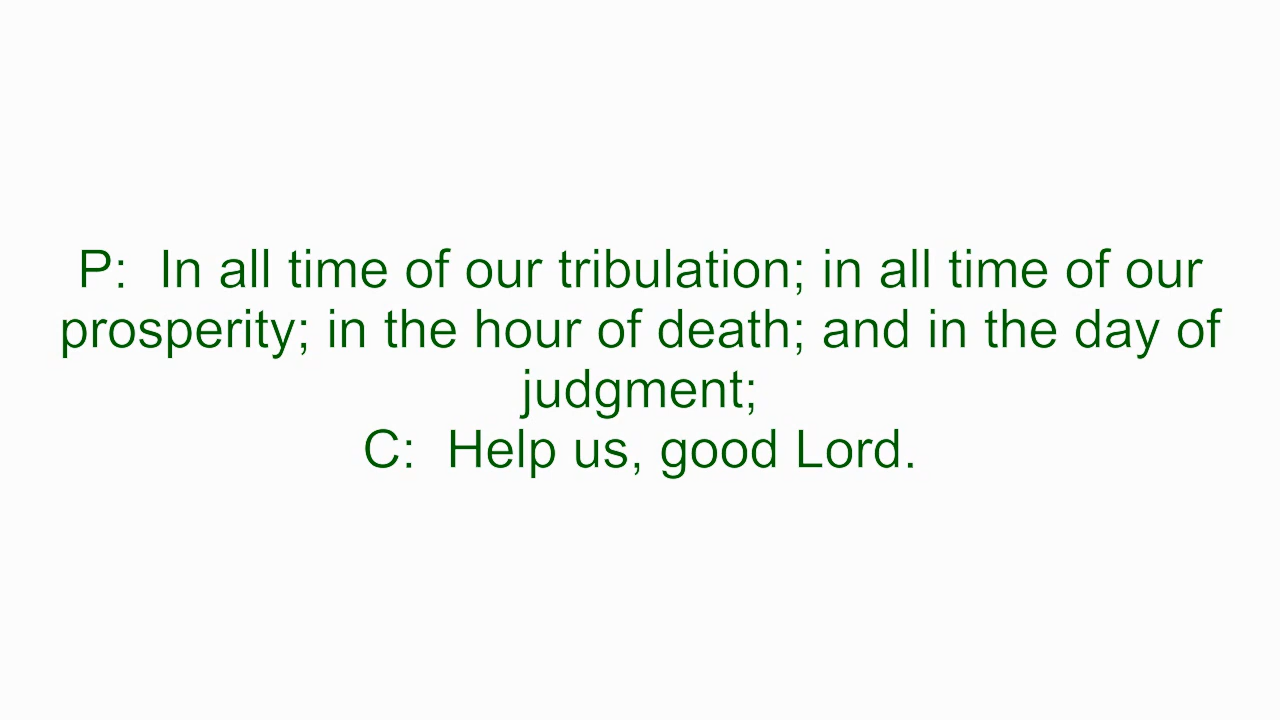 P:  In all time of our tribulation; in all time of our
prosperity; in the hour of death; and in the day of
judgment;
C:  Help us, good Lord.